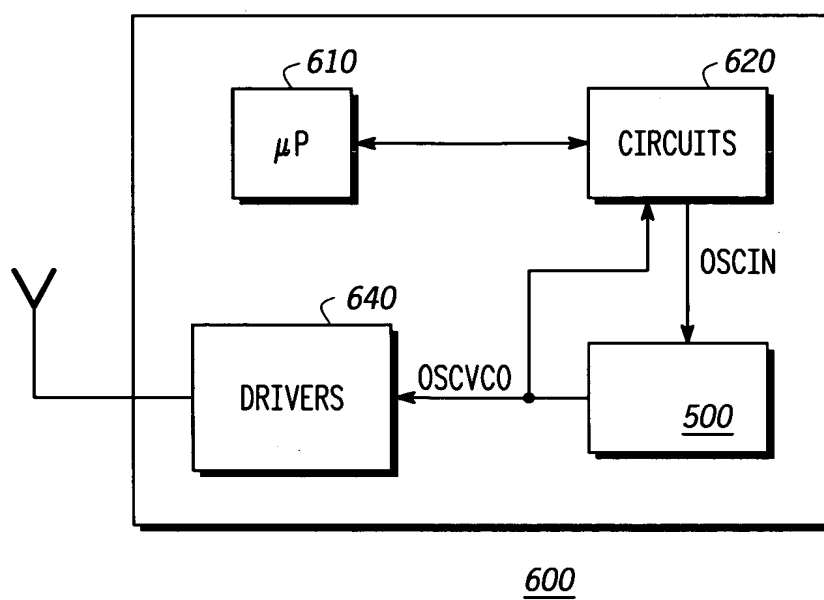 610
620
μP
CIRCUITS
OSCIN
640
OSCVCO
DRIVERS
500
600